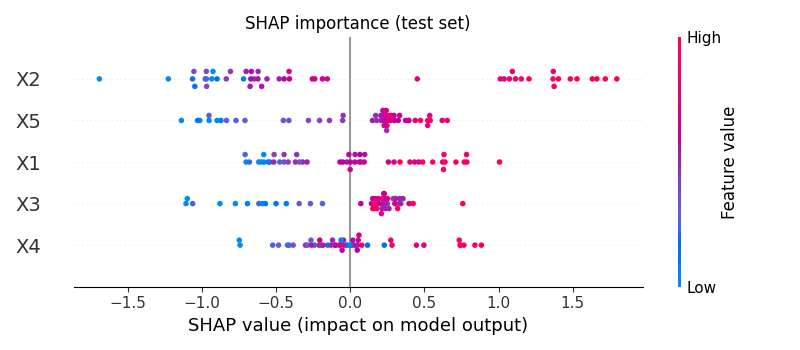 SHAP importance (test set)
High
X2
X5
X1
X3
X4
Feature value
Low
−1.5 −1.0 −0.5 0.0 0.5 1.0 1.5
SHAP value (impact on model output)